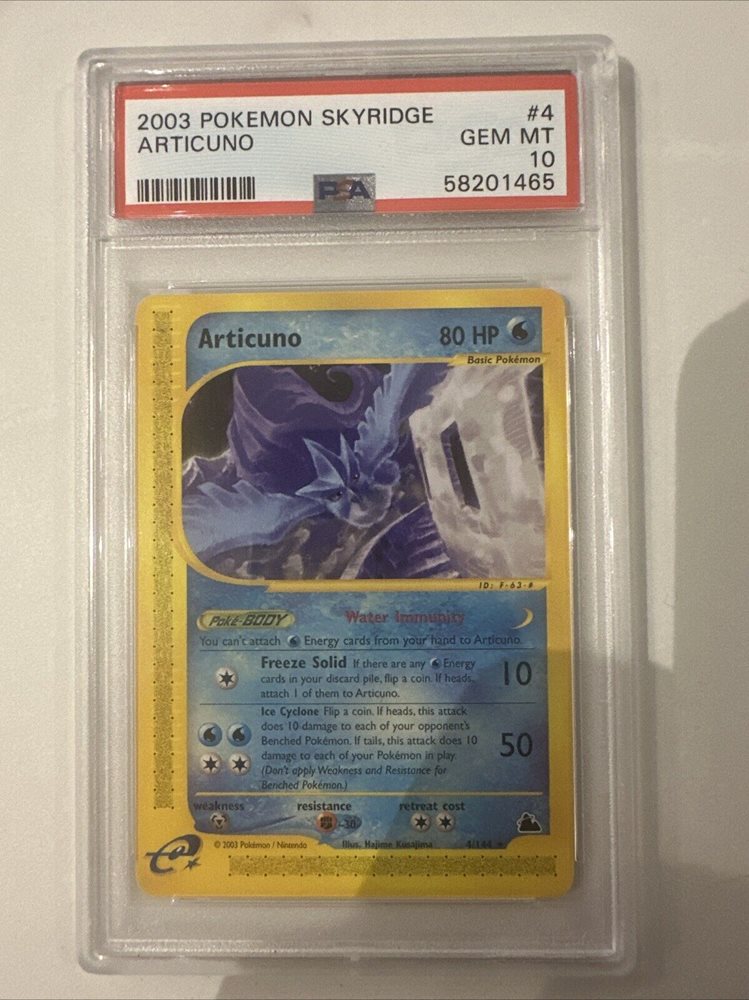 2003 POKEMON SKYRIDGE #4
ARTICUNO GEM MT
10
PSA 58201465
Articuno 80 HP
Basic Pokémon
ID: F-63-#
Poké-BODY Water Immunity
You can't attach Energy cards from your hand to Articuno.
Freeze Solid If there are any Energy
cards in your discard pile, flip a coin. If heads,
attach 1 of them to Articuno.
10
Ice Cyclone Flip a coin. If heads, this attack
does 10 damage to each of your opponent's
Benched Pokémon. If tails, this attack does 10
damage to each of your Pokémon in play.
(Don't apply Weakness and Resistance for
Benched Pokémon.)
50
weakness resistance retreat cost
-30
e
© 2003 Pokémon / Nintendo Illus. Hajime Kusajima 4/144